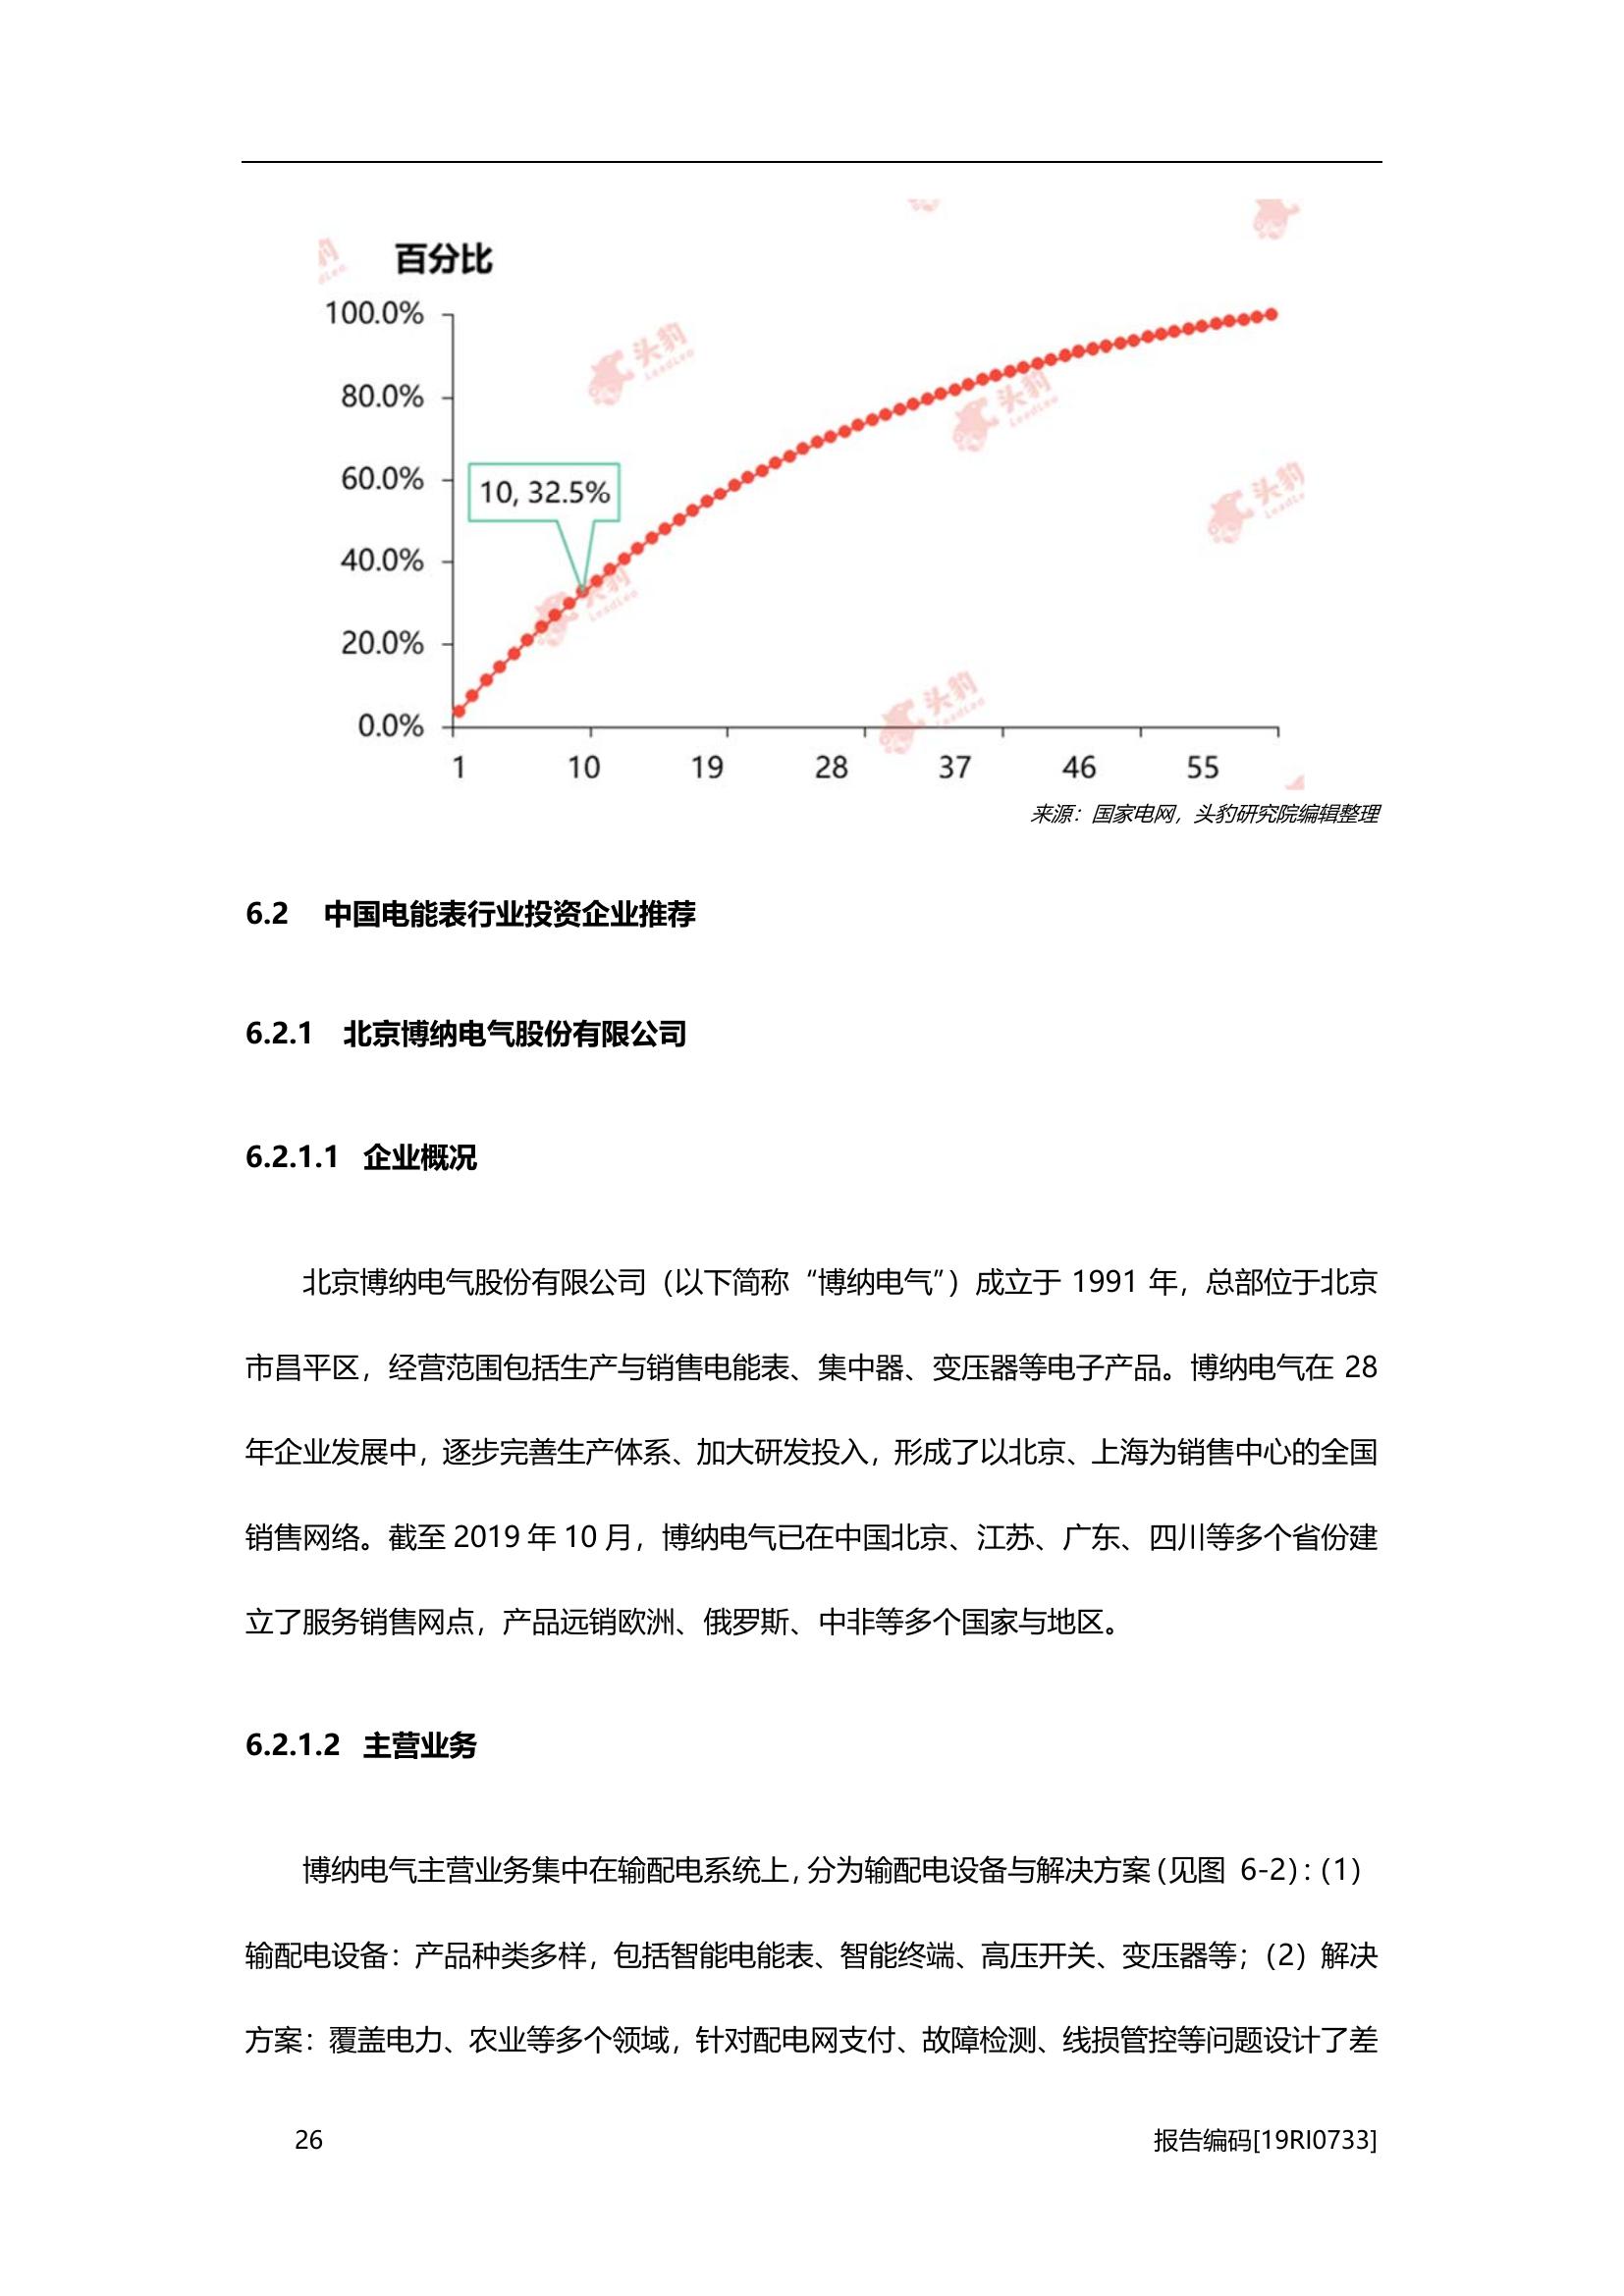 百分比
100.0%
80.0%
60.0%
10, 32.5%
40.0%
20.0%
0.0%
1 10 19 28 37 46 55
头豹
LeadLeo
头豹
LeadLeo
头豹
LeadLeo
头豹
LeadLeo
头豹
LeadLeo
来源：国家电网，头豹研究院编辑整理
6.2 中国电能表行业投资企业推荐
6.2.1 北京博纳电气股份有限公司
6.2.1.1 企业概况
北京博纳电气股份有限公司（以下简称“博纳电气”）成立于 1991 年，总部位于北京
市昌平区，经营范围包括生产与销售电能表、集中器、变压器等电子产品。博纳电气在 28
年企业发展中，逐步完善生产体系、加大研发投入，形成了以北京、上海为销售中心的全国
销售网络。截至 2019 年 10 月，博纳电气已在中国北京、江苏、广东、四川等多个省份建
立了服务销售网点，产品远销欧洲、俄罗斯、中非等多个国家与地区。
6.2.1.2 主营业务
博纳电气主营业务集中在输配电系统上，分为输配电设备与解决方案（见图 6-2）：（1）
输配电设备：产品种类多样，包括智能电能表、智能终端、高压开关、变压器等；（2）解决
方案：覆盖电力、农业等多个领域，针对配电网支付、故障检测、线损管控等问题设计了差
26 报告编码[19RI0733]